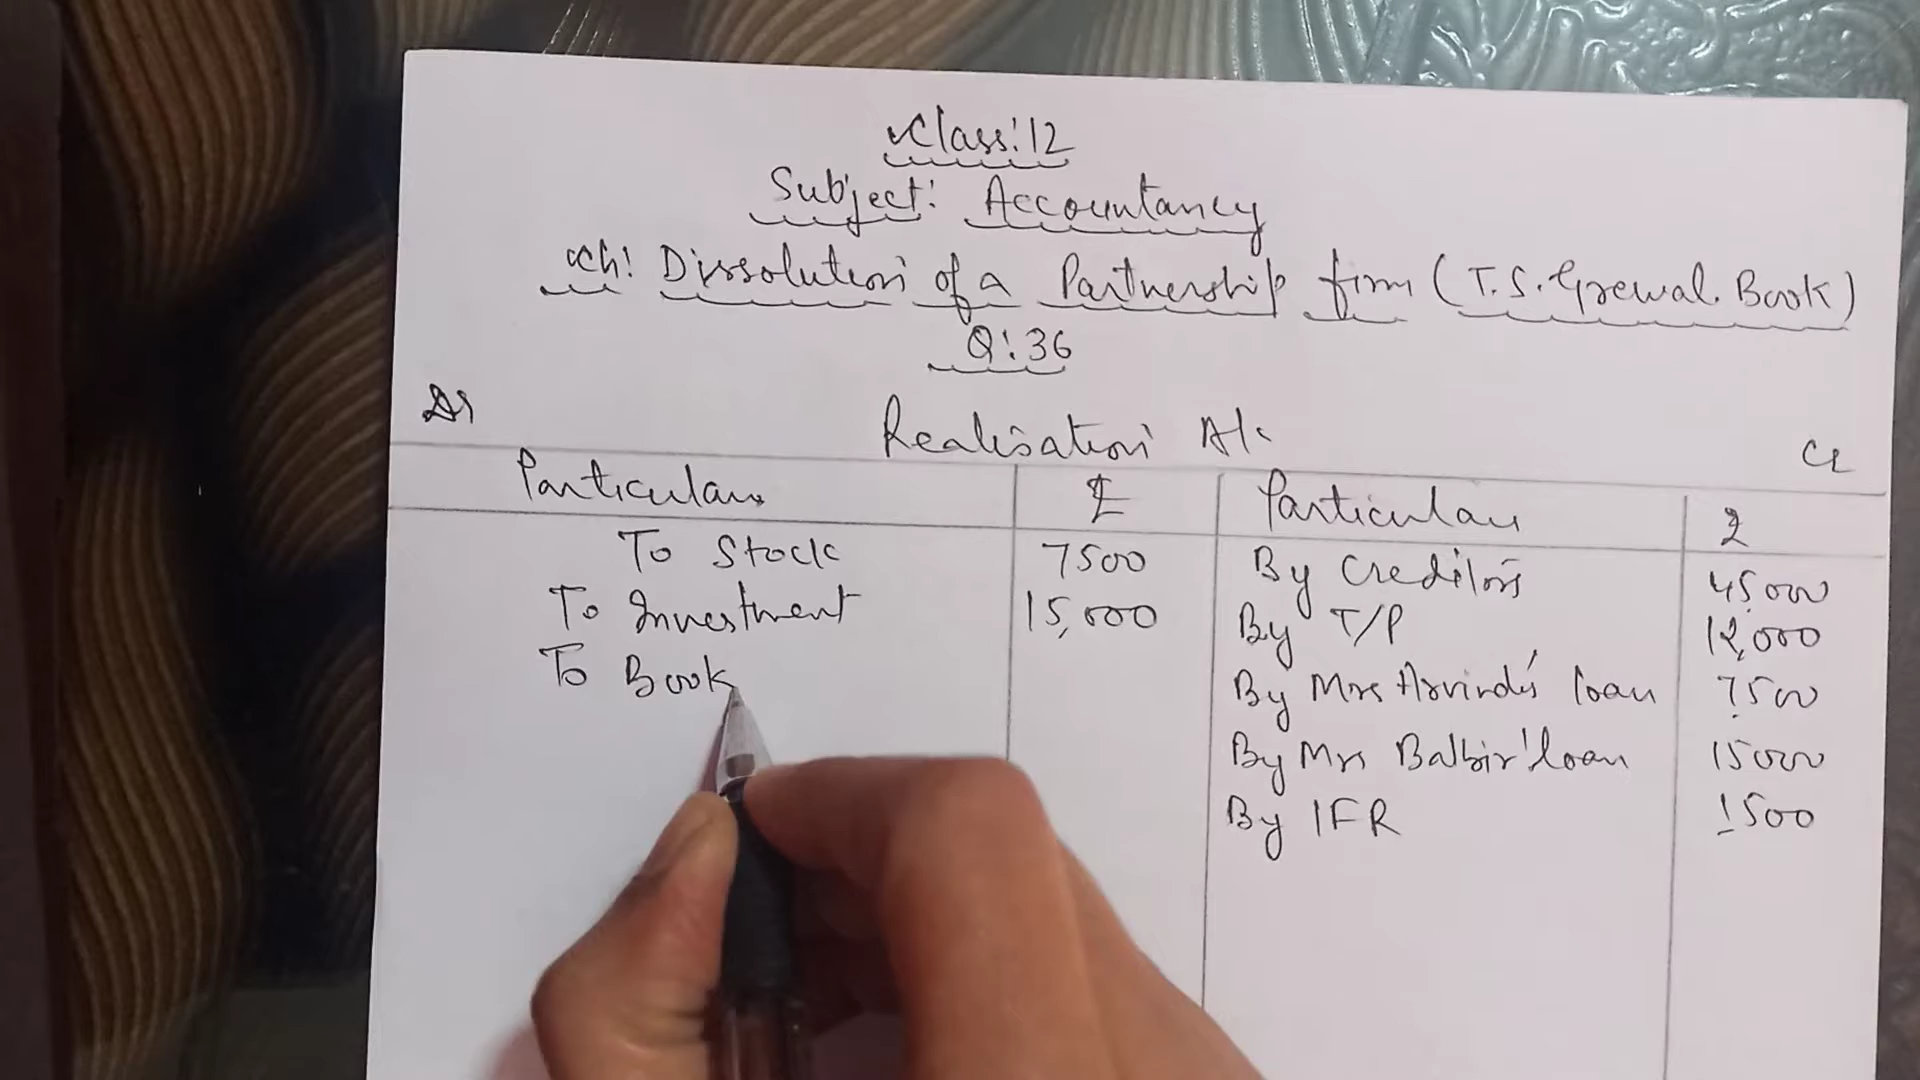 Class: 12
Subject: Accountancy
Ch: Dissolution of a Partnership firm (T.S. Grewal. Book)
Q: 36
Dr Realisation A/c Cr
Particulars ₹ Particulars ₹
To Stock 7500 By Creditors 45,000
To Investment 15,000 By T/P 12,000
To Book By Mrs Arvind's loan 7500
By Mrs Balbir's loan 15000
By IFR 1500